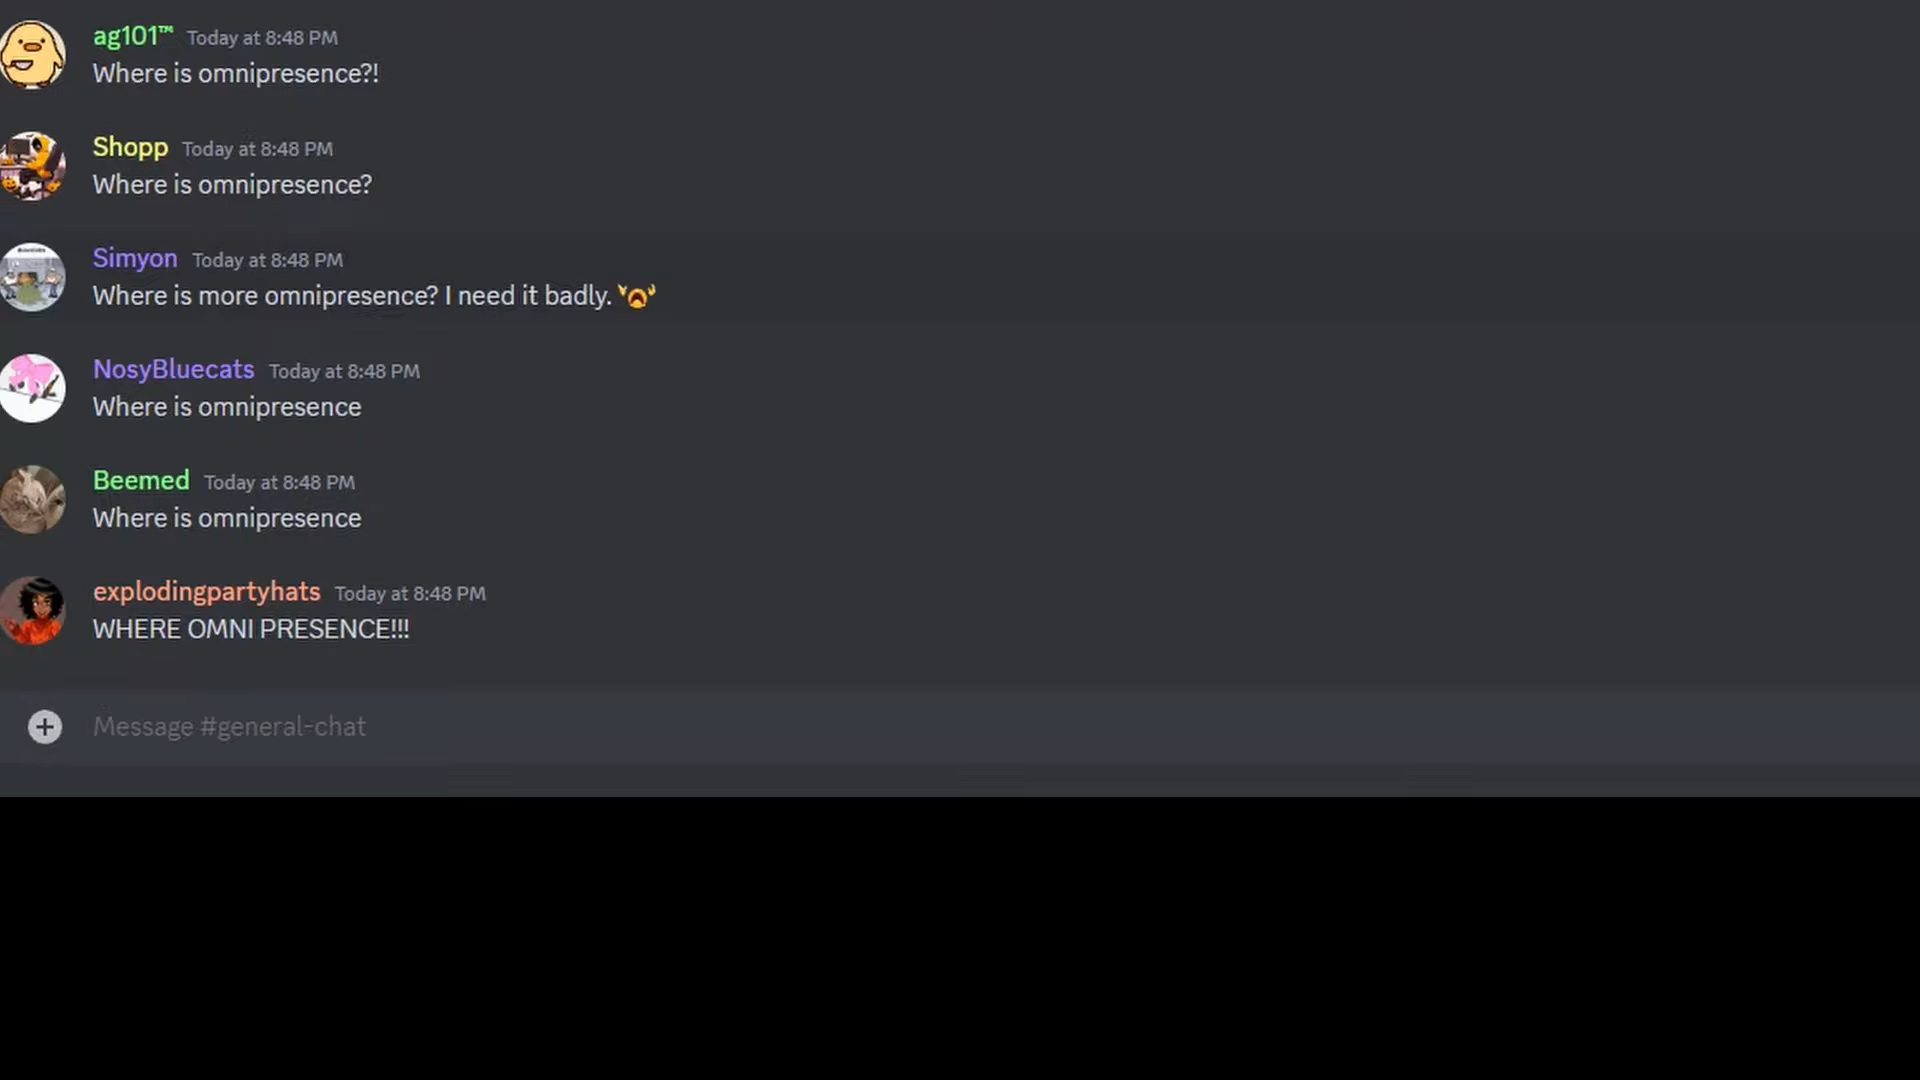 ag101™ Today at 8:48 PM
Where is omnipresence?!
Shopp Today at 8:48 PM
Where is omnipresence?
Simyon Today at 8:48 PM
Where is more omnipresence? I need it badly.
NosyBluecats Today at 8:48 PM
Where is omnipresence
Beemed Today at 8:48 PM
Where is omnipresence
explodingpartyhats Today at 8:48 PM
WHERE OMNI PRESENCE!!!
Message #general-chat